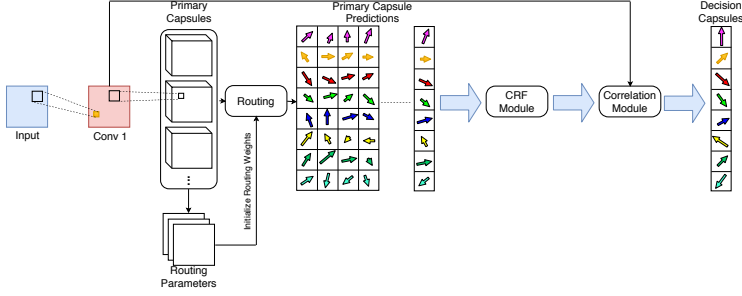 Primary
Capsules
Primary Capsule
Predictions
Decision
Capsules
Routing
CRF
Module
Correlation
Module
Input
Conv 1
...
Initialize Routing Weights
Routing
Parameters